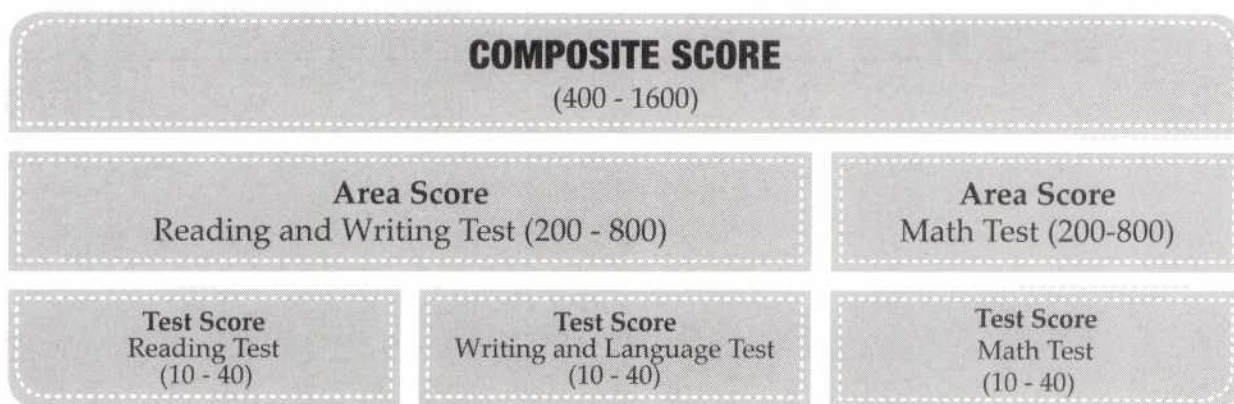 COMPOSITE SCORE
(400 - 1600)
Area Score
Reading and Writing Test (200 - 800)
Area Score
Math Test (200-800)
Test Score
Reading Test
(10 - 40)
Test Score
Writing and Language Test
(10 - 40)
Test Score
Math Test
(10 - 40)